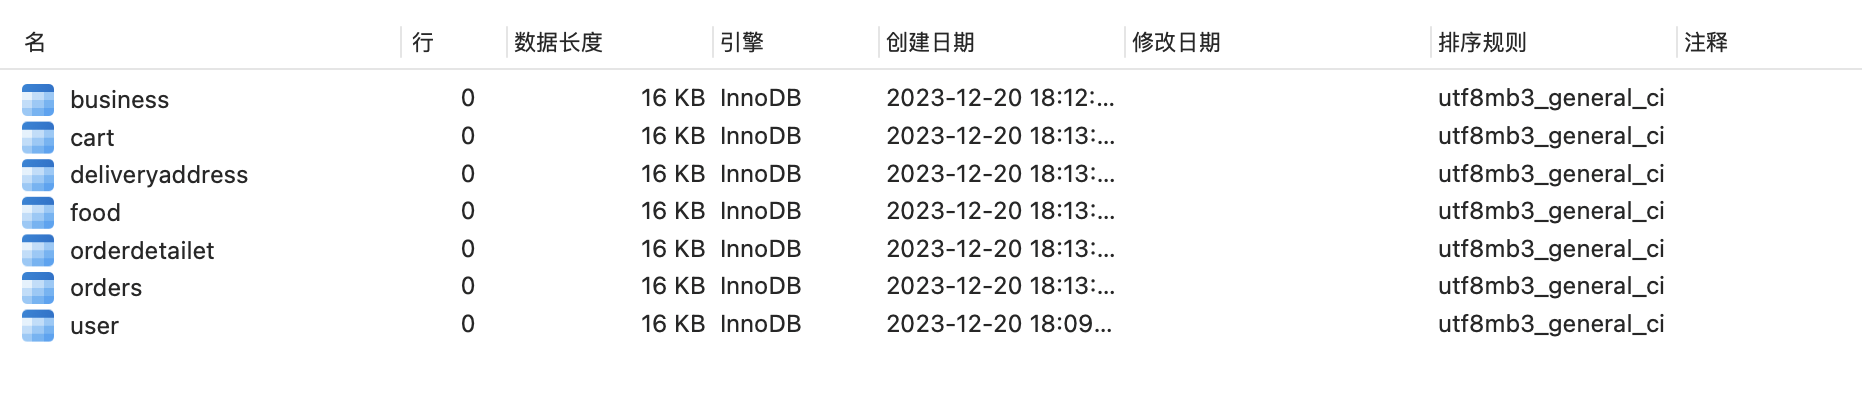 名 行 数据长度 引擎 创建日期 修改日期 排序规则 注释
business 0 16 KB InnoDB 2023-12-20 18:12:... utf8mb3_general_ci
cart 0 16 KB InnoDB 2023-12-20 18:13:... utf8mb3_general_ci
deliveryaddress 0 16 KB InnoDB 2023-12-20 18:13:... utf8mb3_general_ci
food 0 16 KB InnoDB 2023-12-20 18:13:... utf8mb3_general_ci
orderdetailet 0 16 KB InnoDB 2023-12-20 18:13:... utf8mb3_general_ci
orders 0 16 KB InnoDB 2023-12-20 18:13:... utf8mb3_general_ci
user 0 16 KB InnoDB 2023-12-20 18:09... utf8mb3_general_ci